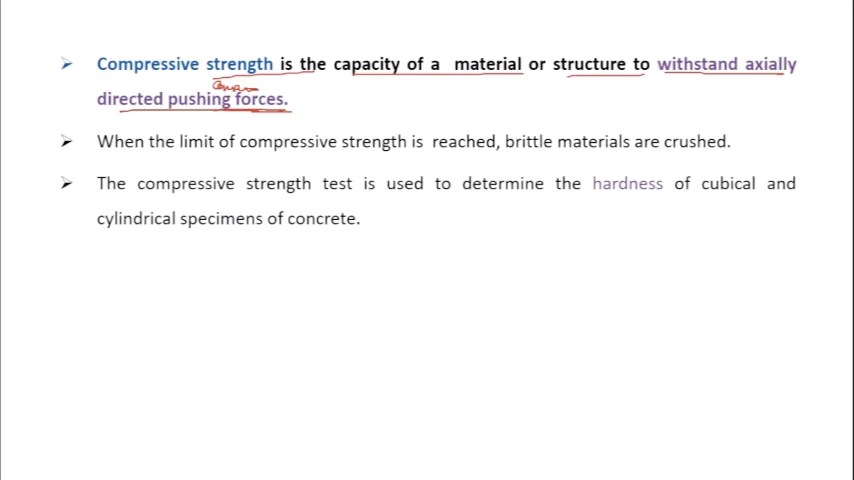 Compressive strength is the capacity of a material or structure to withstand axially
directed pushing forces.
When the limit of compressive strength is reached, brittle materials are crushed.
The compressive strength test is used to determine the hardness of cubical and
cylindrical specimens of concrete.